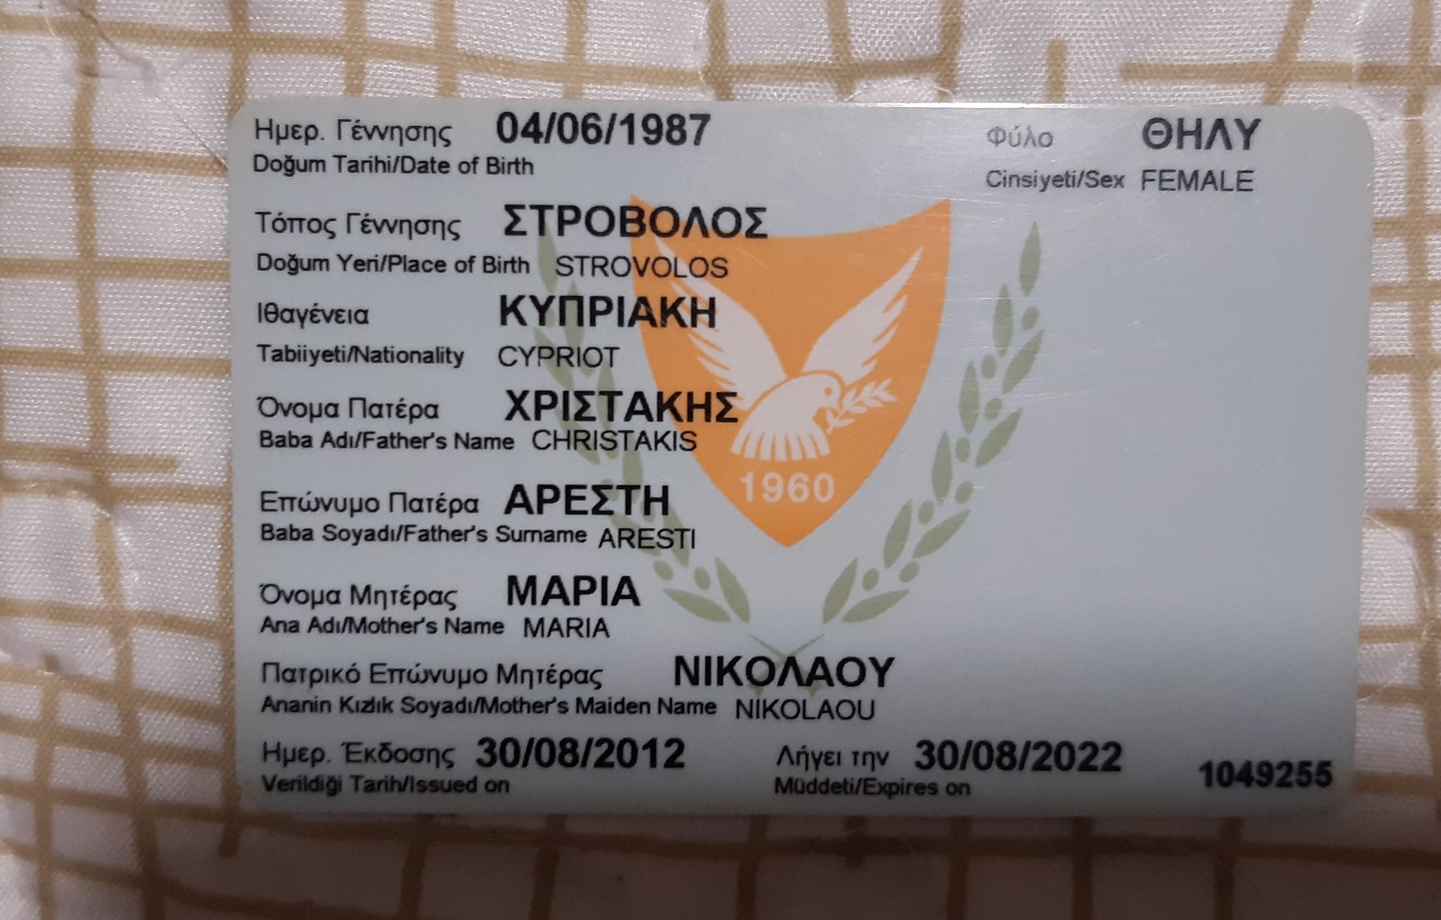 Ημερ. Γέννησης 04/06/1987 Φύλο ΘΗΛΥ
Doğum Tarihi/Date of Birth Cinsiyeti/Sex FEMALE
Τόπος Γέννησης ΣΤΡΟΒΟΛΟΣ
Doğum Yeri/Place of Birth STROVOLOS
Ιθαγένεια ΚΥΠΡΙΑΚΗ
Tabiiyeti/Nationality CYPRIOT
Όνομα Πατέρα ΧΡΙΣΤΑΚΗΣ
Baba Adı/Father's Name CHRISTAKIS
1960
Επώνυμο Πατέρα ΑΡΕΣΤΗ
Baba Soyadı/Father's Surname ARESTI
Όνομα Μητέρας ΜΑΡΙΑ
Ana Adı/Mother's Name MARIA
Πατρικό Επώνυμο Μητέρας ΝΙΚΟΛΑΟΥ
Ananin Kızlık Soyadı/Mother's Maiden Name NIKOLAOU
Ημερ. Έκδοσης 30/08/2012 Λήγει την 30/08/2022
Verildiği Tarih/Issued on Müddeti/Expires on 1049255